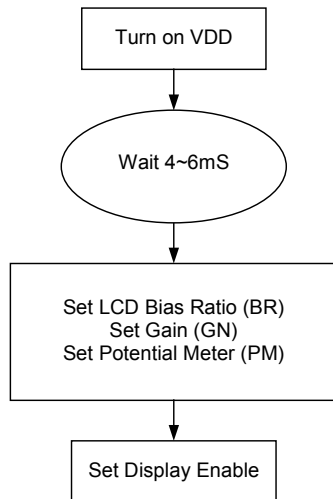 Turn on VDD
Wait 4~6mS
Set LCD Bias Ratio (BR)
Set Gain (GN)
Set Potential Meter (PM)
Set Display Enable